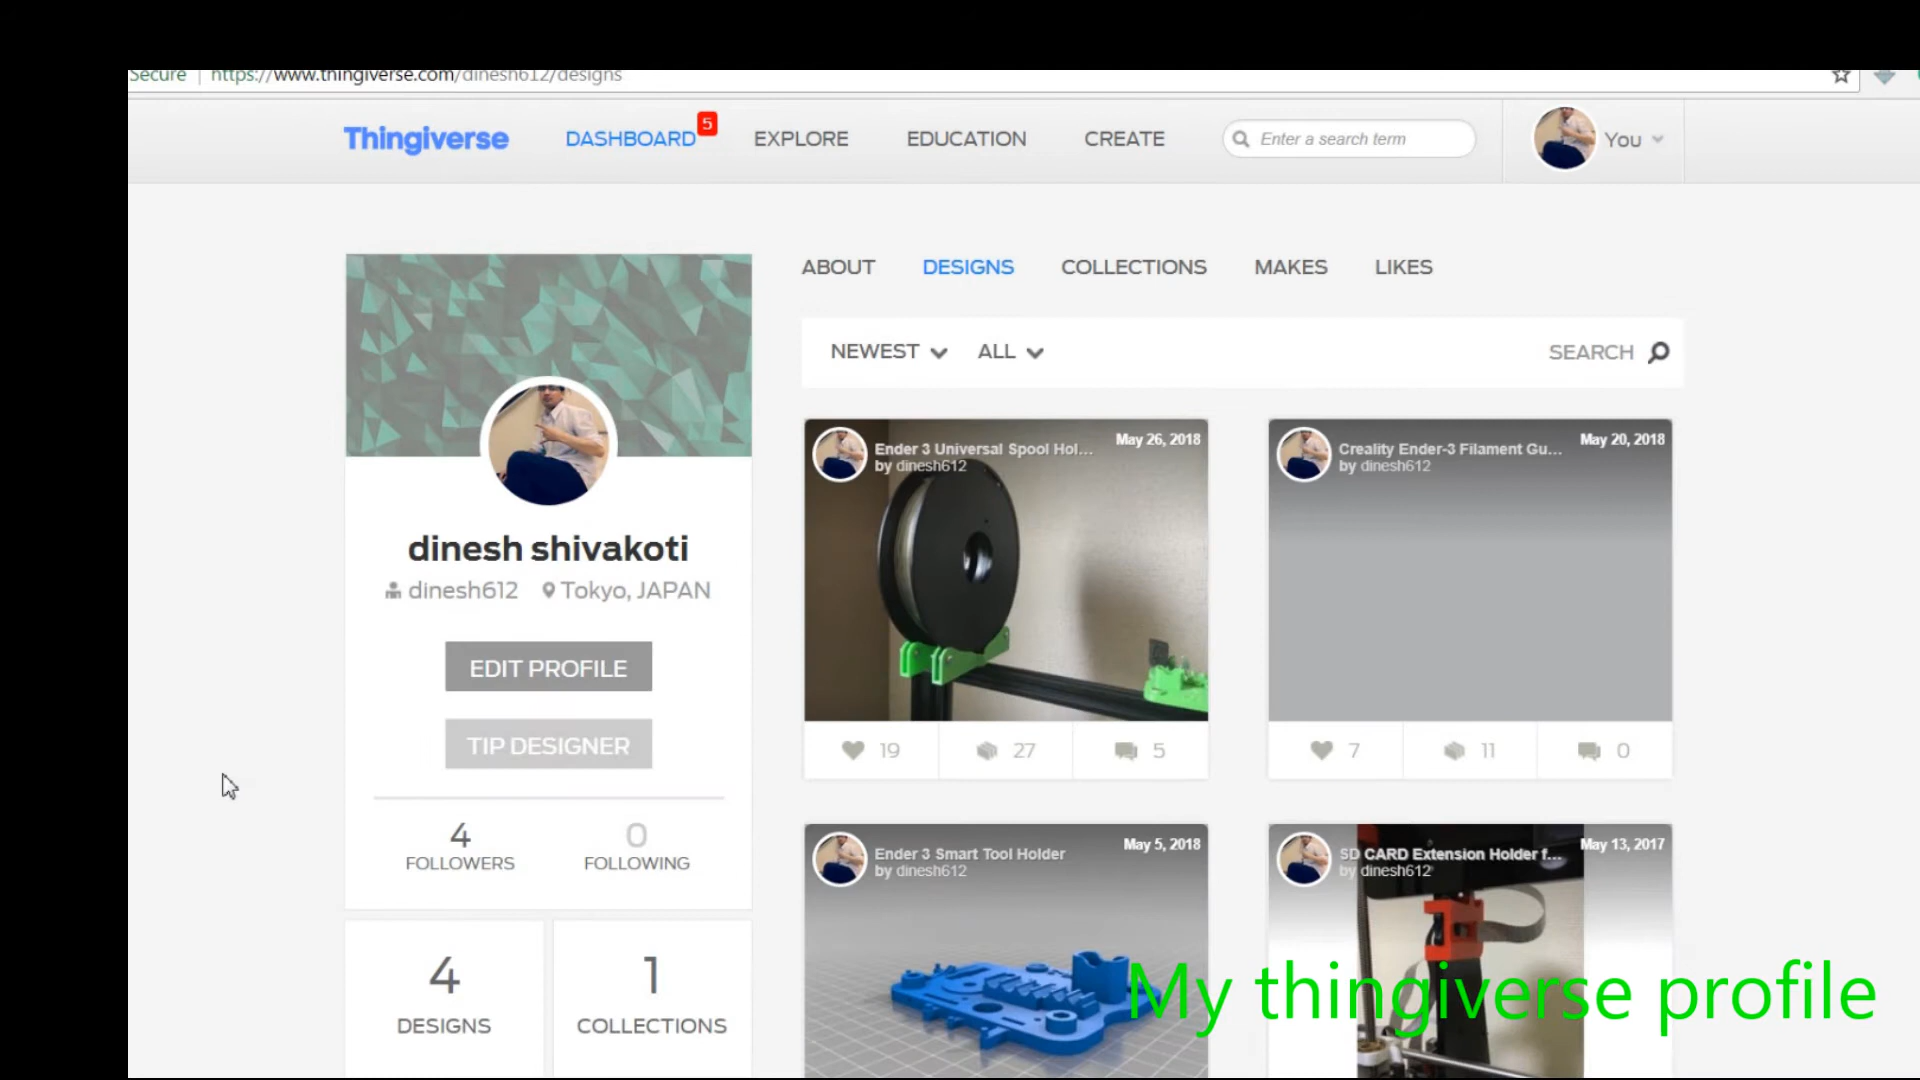 Secure | https://www.thingiverse.com/dinesh612/designs
Thingiverse
DASHBOARD 5
EXPLORE
EDUCATION
CREATE
Enter a search term
You
ABOUT
DESIGNS
COLLECTIONS
MAKES
LIKES
NEWEST
ALL
SEARCH
dinesh shivakoti
dinesh612 Tokyo, JAPAN
EDIT PROFILE
TIP DESIGNER
4 0
FOLLOWERS FOLLOWING
4 1
DESIGNS COLLECTIONS
Ender 3 Universal Spool Hol... May 26, 2018
by dinesh612
19 27 5
Creality Ender-3 Filament Gu... May 20, 2018
by dinesh612
7 11 0
Ender 3 Smart Tool Holder May 5, 2018
by dinesh612
SD CARD Extension Holder f... May 13, 2017
by dinesh612
My thingiverse profile